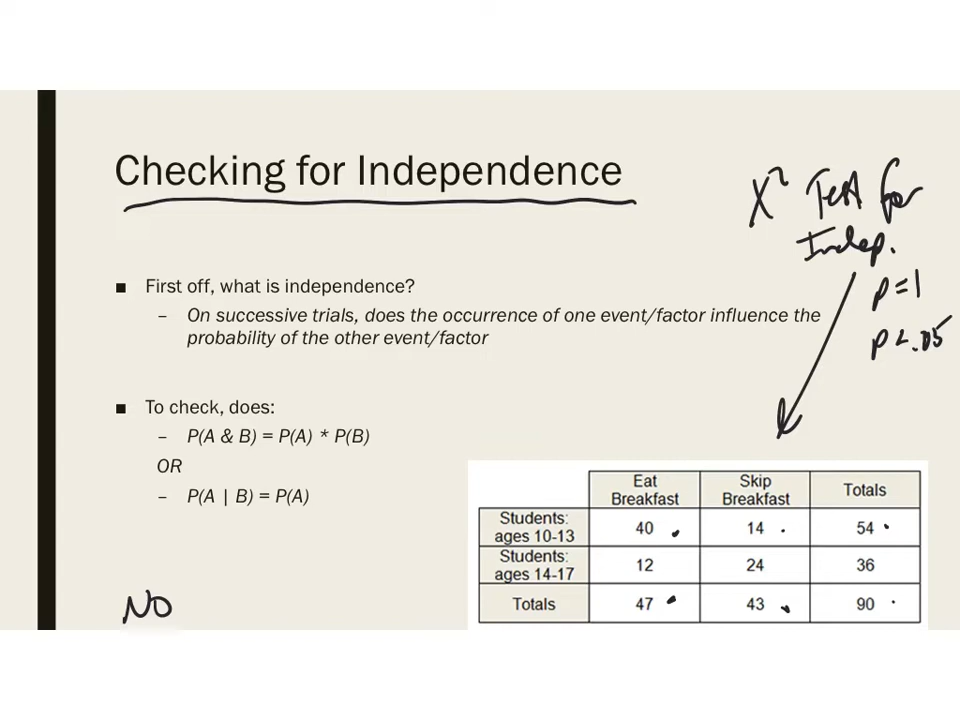 Checking for Independence
X² Test for
Indep.
p=1
p<.05
■ First off, what is independence?
– On successive trials, does the occurrence of one event/factor influence the
probability of the other event/factor
■ To check, does:
– P(A & B) = P(A) * P(B)
OR
– P(A | B) = P(A)
NO
Eat Breakfast Skip Breakfast Totals
Students: ages 10-13 40 14 54
Students: ages 14-17 12 24 36
Totals 47 43 90